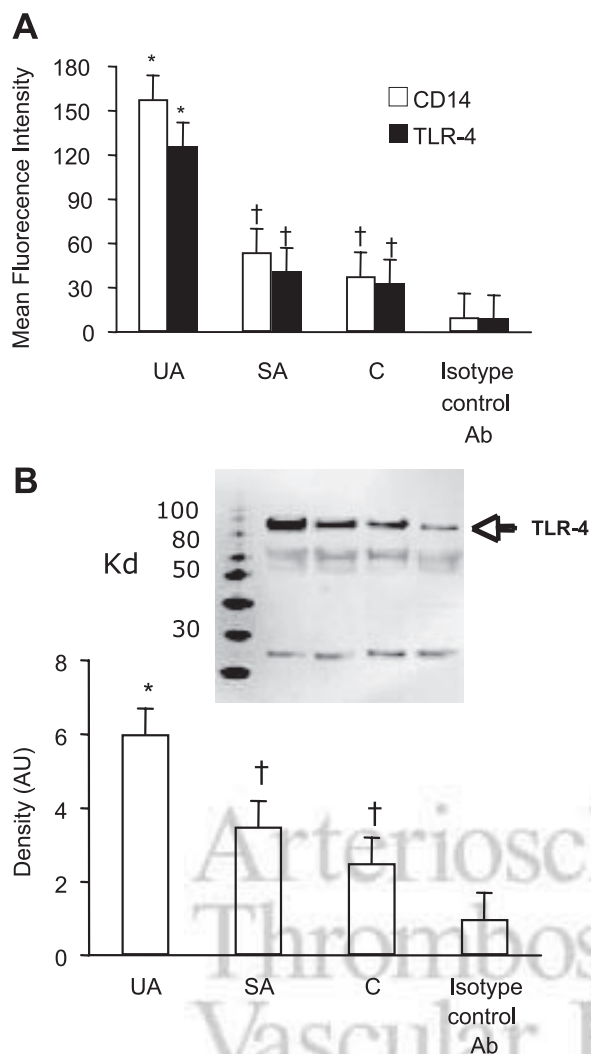 A
Mean Fluorecence Intensity
180
150
120
90
60
30
0
* *
† †
† †
CD14
TLR-4
UA SA C Isotype control Ab
B
Kd
100
80
50
30
TLR-4
Density (AU)
8
6
4
2
0
*
†
†
UA SA C Isotype control Ab
Thrombos
Vascular